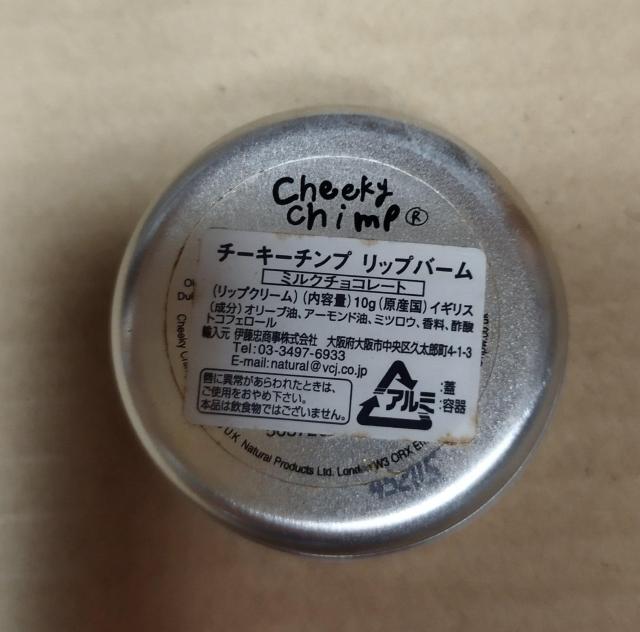 Cheeky
Chimp®
チーキーチンプ リップバーム
ミルクチョコレート
(リップクリーム) (内容量) 10g (原産国) イギリス
(成分) オリーブ油、アーモンド油、ミツロウ、香料、酢酸
トコフェロール
輸入元 伊藤忠商事株式会社 大阪府大阪市中央区久太郎町4-1-3
Tel:03-3497-6933
E-mail:natural@vcj.co.jp
唇に異常があらわれたときは、
ご使用をおやめ下さい。
本品は飲食物ではございません。
アルミ
:蓋
:容器
U.K Natural Products Ltd. London W3 ORX